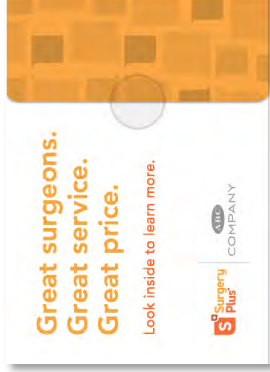 Great surgeons.
Great service.
Great price.
Look inside to learn more.
S Surgery
Plus
ABC
COMPANY